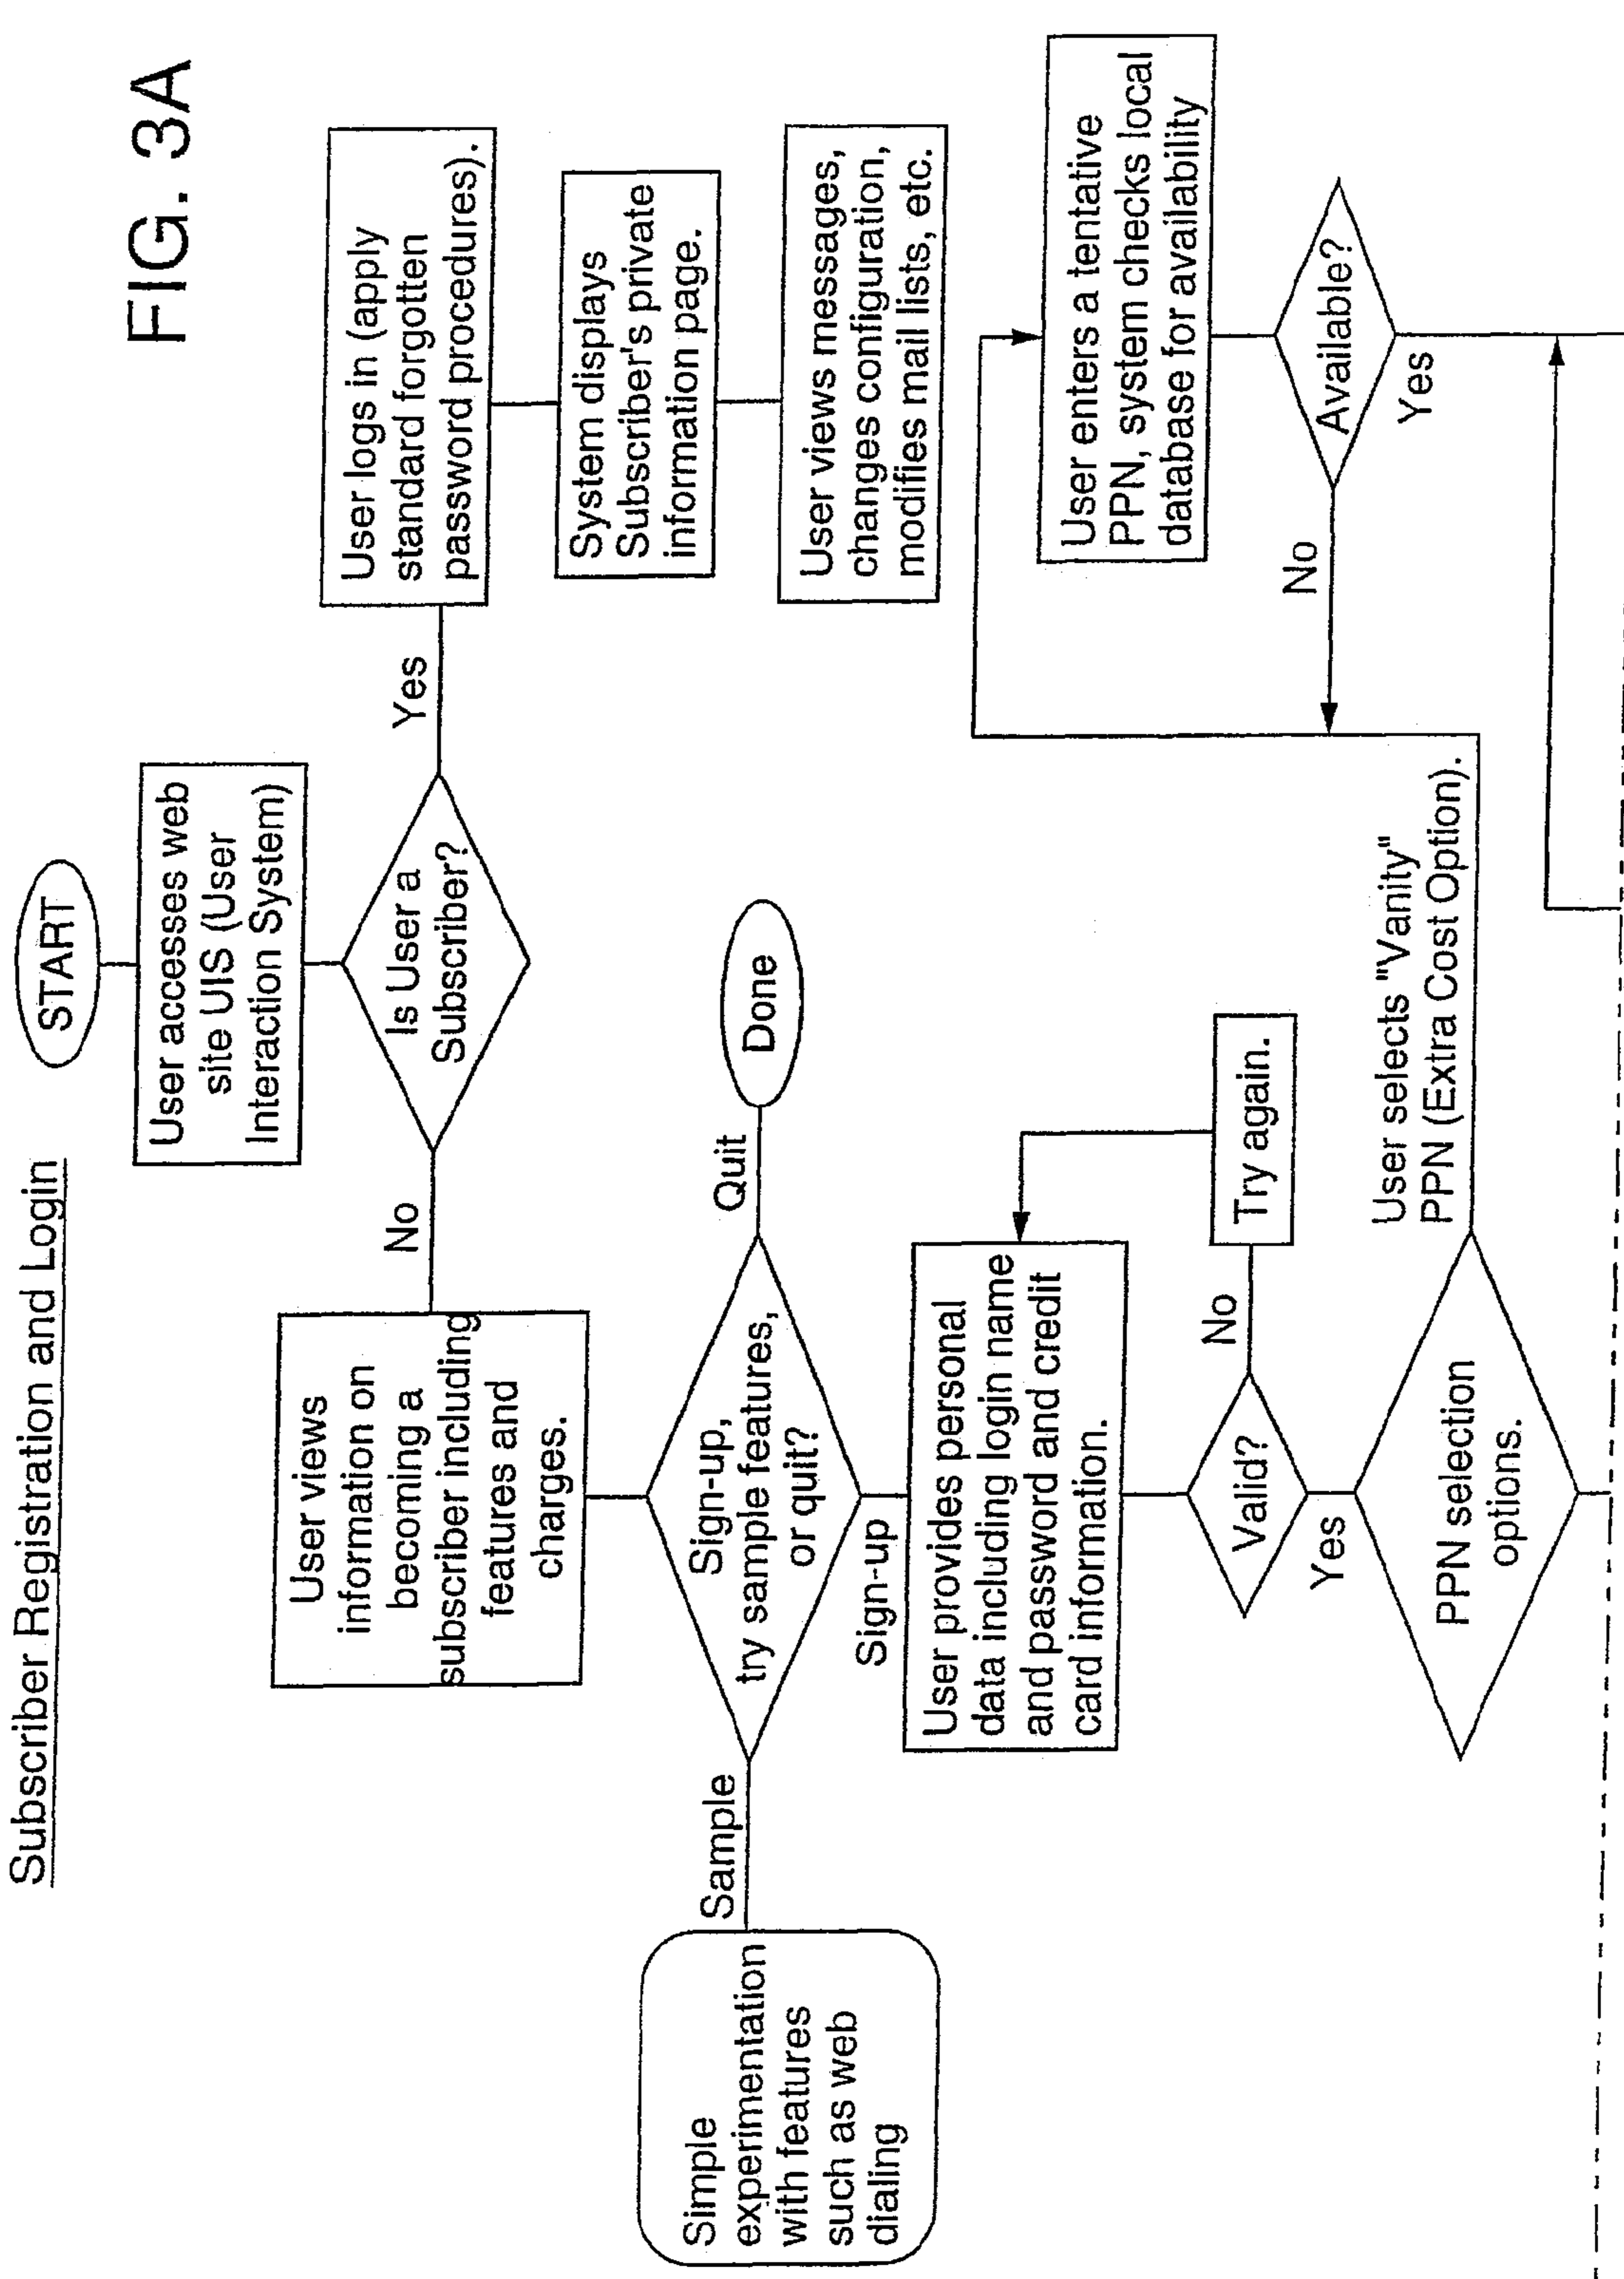 Subscriber Registration and Login
FIG. 3A
START
User accesses web
site UIS (User
Interaction System)
Is User a
Subscriber?
No
Yes
User views
information on
becoming a
subscriber including
features and
charges.
User logs in (apply
standard forgotten
password procedures).
System displays
Subscriber's private
information page.
User views messages,
changes configuration,
modifies mail lists, etc.
Sign-up,
try sample features,
or quit?
Sample
Quit
Done
Simple
experimentation
with features
such as web
dialing
Sign-up
User provides personal
data including login name
and password and credit
card information.
Valid?
No
Try again.
Yes
PPN selection
options.
User selects "Vanity"
PPN (Extra Cost Option).
User enters a tentative
PPN, system checks local
database for availability
Available?
No
Yes